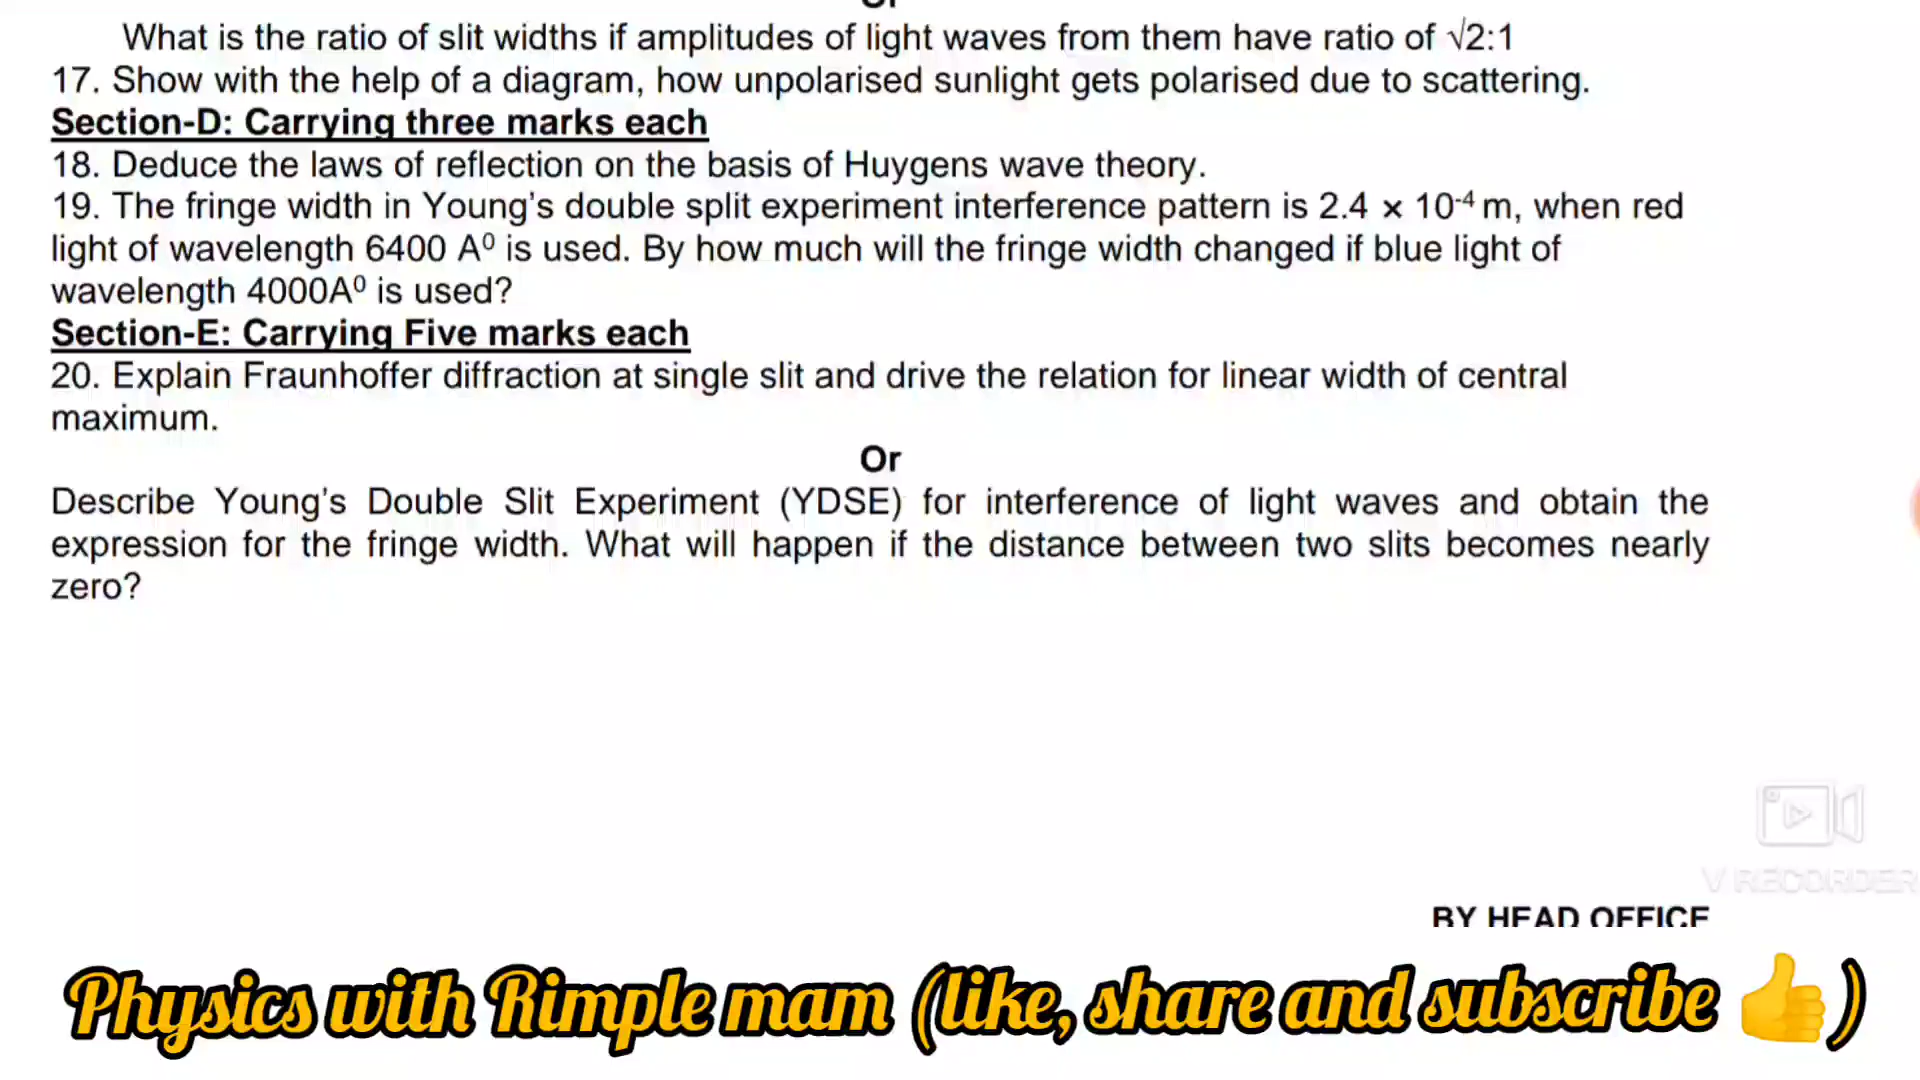 Or
What is the ratio of slit widths if amplitudes of light waves from them have ratio of √2:1
17. Show with the help of a diagram, how unpolarised sunlight gets polarised due to scattering.
Section-D: Carrying three marks each
18. Deduce the laws of reflection on the basis of Huygens wave theory.
19. The fringe width in Young's double split experiment interference pattern is 2.4 × 10⁻⁴ m, when red
light of wavelength 6400 A⁰ is used. By how much will the fringe width changed if blue light of
wavelength 4000A⁰ is used?
Section-E: Carrying Five marks each
20. Explain Fraunhoffer diffraction at single slit and drive the relation for linear width of central
maximum.
Or
Describe Young's Double Slit Experiment (YDSE) for interference of light waves and obtain the
expression for the fringe width. What will happen if the distance between two slits becomes nearly
zero?
V RECORDER
BY HEAD OFFICE
Physics with Rimple mam (like, share and subscribe 👍)